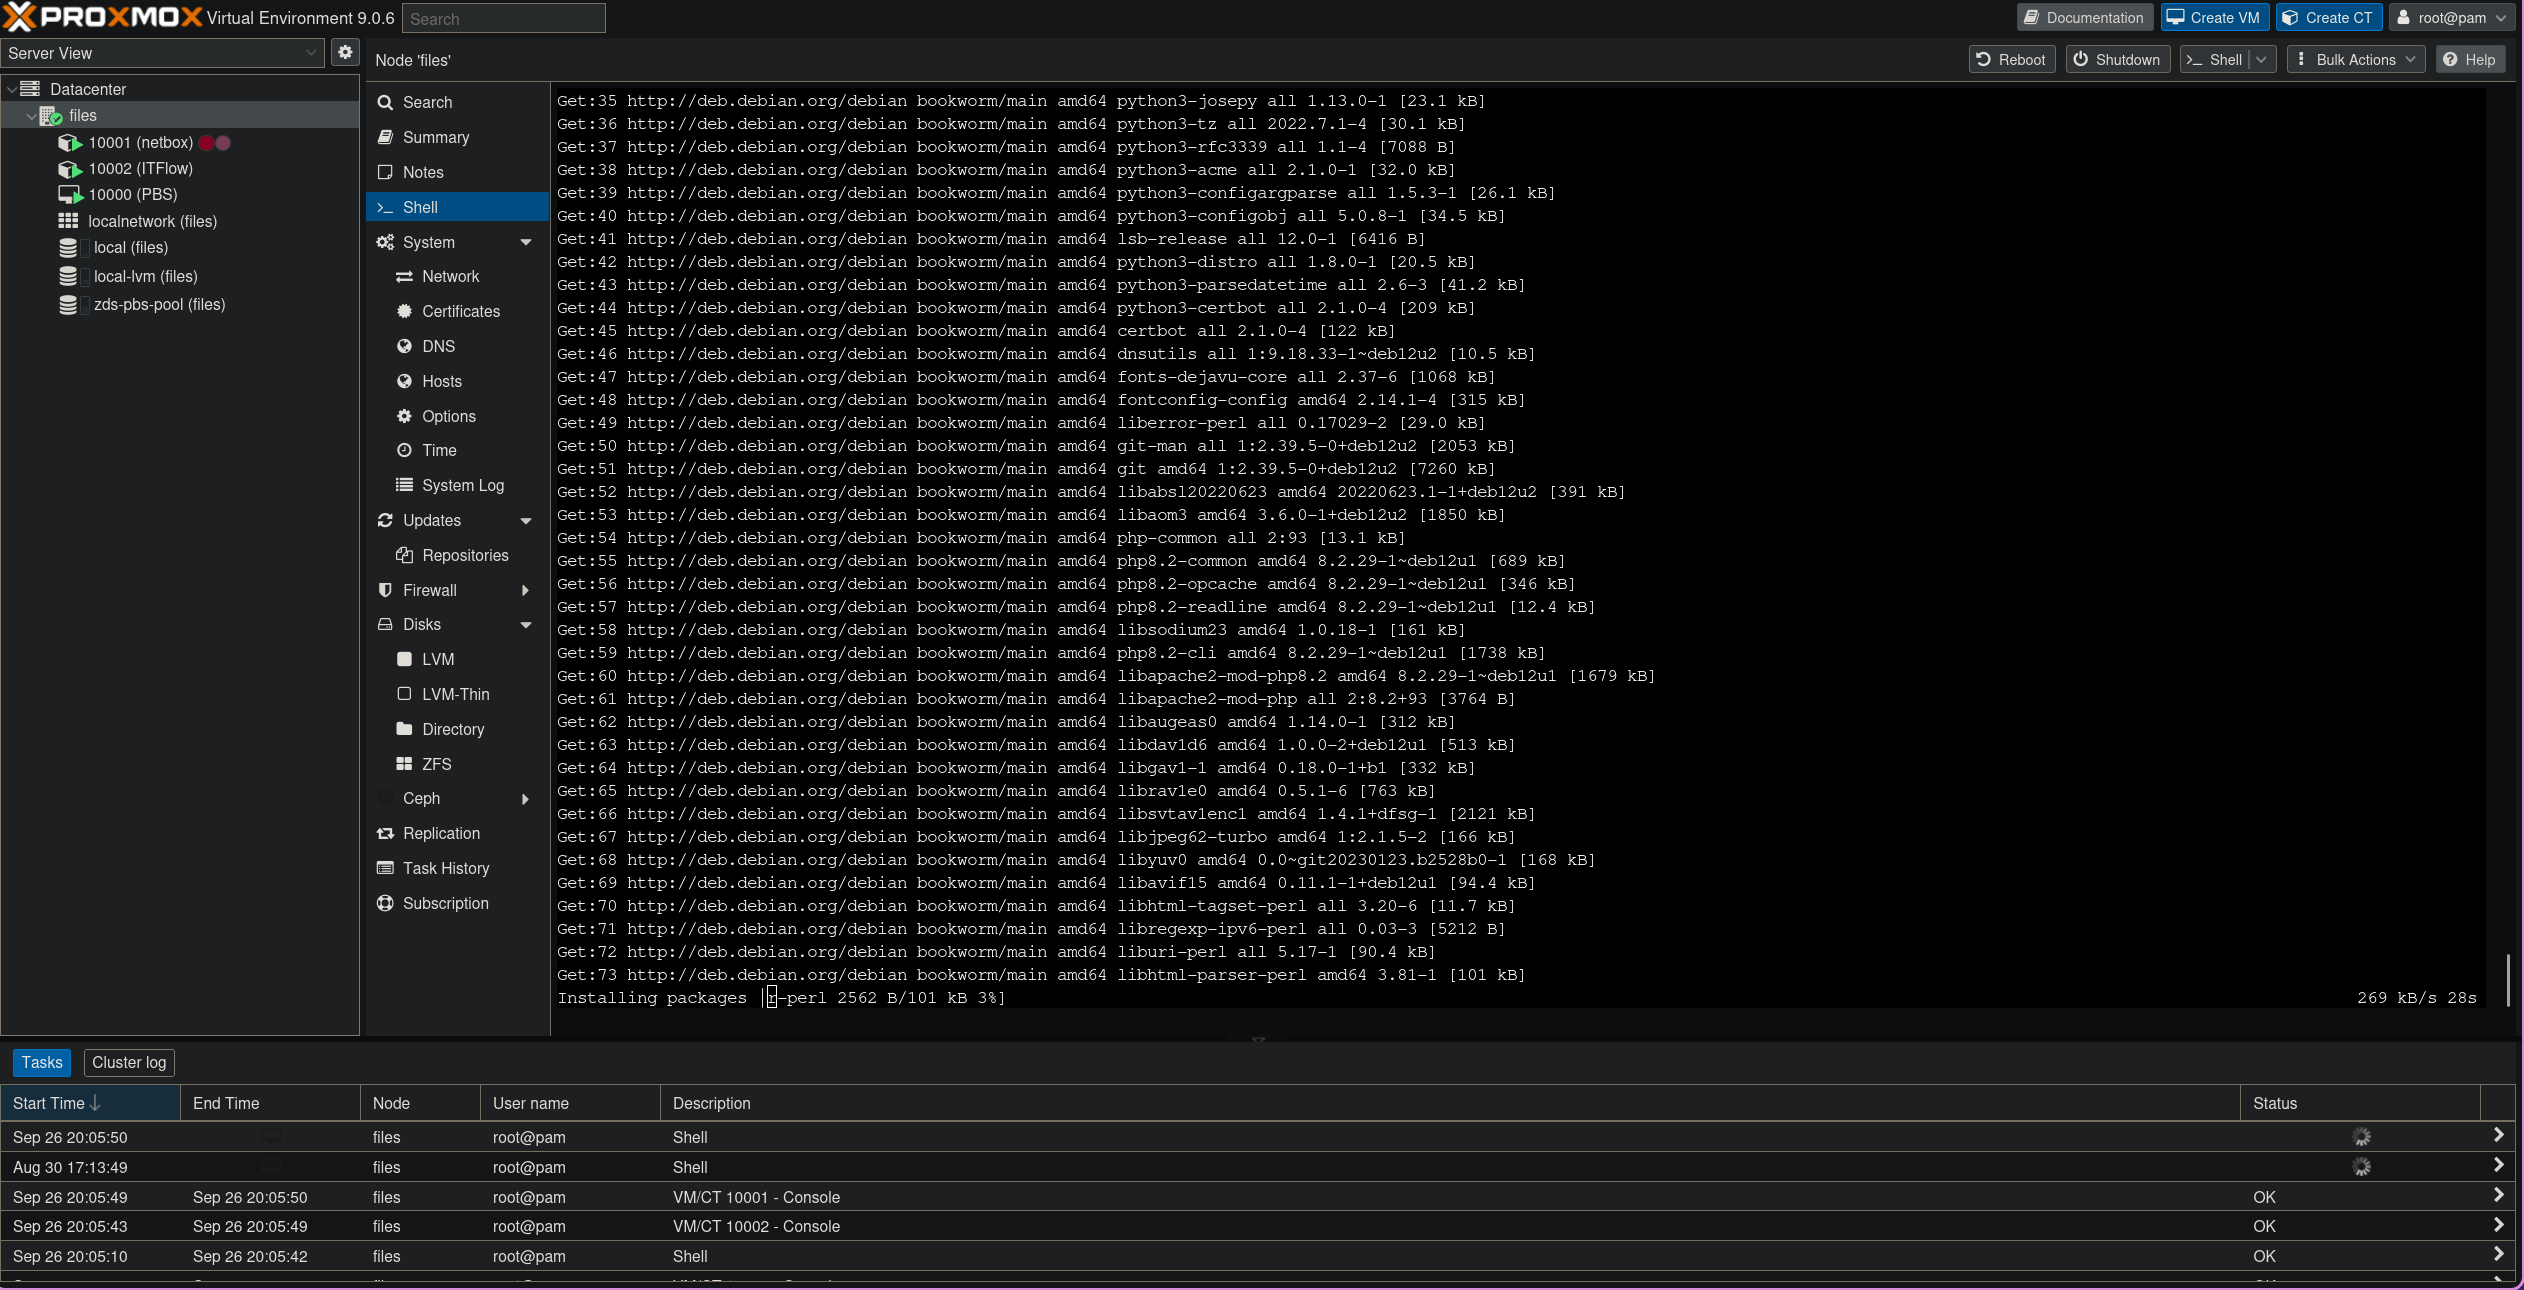 PROXMOX Virtual Environment 9.0.6 Search Documentation Create VM Create CT root@pam
Server View
Node 'files' Reboot Shutdown Shell Bulk Actions Help
Datacenter
files
10001 (netbox)
10002 (ITFlow)
10000 (PBS)
localnetwork (files)
local (files)
local-lvm (files)
zds-pbs-pool (files)
Search
Summary
Notes
Shell
System
Network
Certificates
DNS
Hosts
Options
Time
System Log
Updates
Repositories
Firewall
Disks
LVM
LVM-Thin
Directory
ZFS
Ceph
Replication
Task History
Subscription
Get:35 http://deb.debian.org/debian bookworm/main amd64 python3-josepy all 1.13.0-1 [23.1 kB]
Get:36 http://deb.debian.org/debian bookworm/main amd64 python3-tz all 2022.7.1-4 [30.1 kB]
Get:37 http://deb.debian.org/debian bookworm/main amd64 python3-rfc3339 all 1.1-4 [7088 B]
Get:38 http://deb.debian.org/debian bookworm/main amd64 python3-acme all 2.1.0-1 [32.0 kB]
Get:39 http://deb.debian.org/debian bookworm/main amd64 python3-configargparse all 1.5.3-1 [26.1 kB]
Get:40 http://deb.debian.org/debian bookworm/main amd64 python3-configobj all 5.0.8-1 [34.5 kB]
Get:41 http://deb.debian.org/debian bookworm/main amd64 lsb-release all 12.0-1 [6416 B]
Get:42 http://deb.debian.org/debian bookworm/main amd64 python3-distro all 1.8.0-1 [20.5 kB]
Get:43 http://deb.debian.org/debian bookworm/main amd64 python3-parsedatetime all 2.6-3 [41.2 kB]
Get:44 http://deb.debian.org/debian bookworm/main amd64 python3-certbot all 2.1.0-4 [209 kB]
Get:45 http://deb.debian.org/debian bookworm/main amd64 certbot all 2.1.0-4 [122 kB]
Get:46 http://deb.debian.org/debian bookworm/main amd64 dnsutils all 1:9.18.33-1~deb12u2 [10.5 kB]
Get:47 http://deb.debian.org/debian bookworm/main amd64 fonts-dejavu-core all 2.37-6 [1068 kB]
Get:48 http://deb.debian.org/debian bookworm/main amd64 fontconfig-config amd64 2.14.1-4 [315 kB]
Get:49 http://deb.debian.org/debian bookworm/main amd64 liberror-perl all 0.17029-2 [29.0 kB]
Get:50 http://deb.debian.org/debian bookworm/main amd64 git-man all 1:2.39.5-0+deb12u2 [2053 kB]
Get:51 http://deb.debian.org/debian bookworm/main amd64 git amd64 1:2.39.5-0+deb12u2 [7260 kB]
Get:52 http://deb.debian.org/debian bookworm/main amd64 libabsl20220623 amd64 20220623.1-1+deb12u2 [391 kB]
Get:53 http://deb.debian.org/debian bookworm/main amd64 libaom3 amd64 3.6.0-1+deb12u2 [1850 kB]
Get:54 http://deb.debian.org/debian bookworm/main amd64 php-common all 2:93 [13.1 kB]
Get:55 http://deb.debian.org/debian bookworm/main amd64 php8.2-common amd64 8.2.29-1~deb12u1 [689 kB]
Get:56 http://deb.debian.org/debian bookworm/main amd64 php8.2-opcache amd64 8.2.29-1~deb12u1 [346 kB]
Get:57 http://deb.debian.org/debian bookworm/main amd64 php8.2-readline amd64 8.2.29-1~deb12u1 [12.4 kB]
Get:58 http://deb.debian.org/debian bookworm/main amd64 libsodium23 amd64 1.0.18-1 [161 kB]
Get:59 http://deb.debian.org/debian bookworm/main amd64 php8.2-cli amd64 8.2.29-1~deb12u1 [1738 kB]
Get:60 http://deb.debian.org/debian bookworm/main amd64 libapache2-mod-php8.2 amd64 8.2.29-1~deb12u1 [1679 kB]
Get:61 http://deb.debian.org/debian bookworm/main amd64 libapache2-mod-php all 2:8.2+93 [3764 B]
Get:62 http://deb.debian.org/debian bookworm/main amd64 libaugeas0 amd64 1.14.0-1 [312 kB]
Get:63 http://deb.debian.org/debian bookworm/main amd64 libdav1d6 amd64 1.0.0-2+deb12u1 [513 kB]
Get:64 http://deb.debian.org/debian bookworm/main amd64 libgav1-1 amd64 0.18.0-1+b1 [332 kB]
Get:65 http://deb.debian.org/debian bookworm/main amd64 librav1e0 amd64 0.5.1-6 [763 kB]
Get:66 http://deb.debian.org/debian bookworm/main amd64 libsvtav1enc1 amd64 1.4.1+dfsg-1 [2121 kB]
Get:67 http://deb.debian.org/debian bookworm/main amd64 libjpeg62-turbo amd64 1:2.1.5-2 [166 kB]
Get:68 http://deb.debian.org/debian bookworm/main amd64 libyuv0 amd64 0.0~git20230123.b2528b0-1 [168 kB]
Get:69 http://deb.debian.org/debian bookworm/main amd64 libavif15 amd64 0.11.1-1+deb12u1 [94.4 kB]
Get:70 http://deb.debian.org/debian bookworm/main amd64 libhtml-tagset-perl all 3.20-6 [11.7 kB]
Get:71 http://deb.debian.org/debian bookworm/main amd64 libregexp-ipv6-perl all 0.03-3 [5212 B]
Get:72 http://deb.debian.org/debian bookworm/main amd64 liburi-perl all 5.17-1 [90.4 kB]
Get:73 http://deb.debian.org/debian bookworm/main amd64 libhtml-parser-perl amd64 3.81-1 [101 kB]
Installing packages |r-perl 2562 B/101 kB 3%] 269 kB/s 28s
Tasks Cluster log
Start Time End Time Node User name Description Status
Sep 26 20:05:50 files root@pam Shell
Aug 30 17:13:49 files root@pam Shell
Sep 26 20:05:49 Sep 26 20:05:50 files root@pam VM/CT 10001 - Console OK
Sep 26 20:05:43 Sep 26 20:05:49 files root@pam VM/CT 10002 - Console OK
Sep 26 20:05:10 Sep 26 20:05:42 files root@pam Shell OK